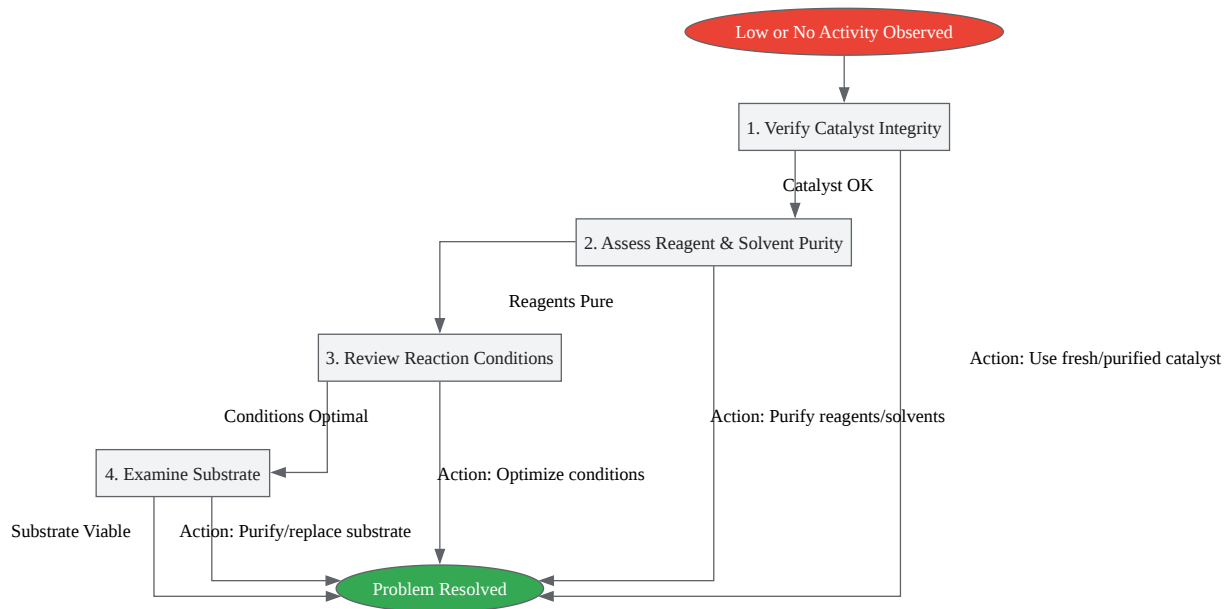 Low or No Activity Observed
1. Verify Catalyst Integrity
Catalyst OK
2. Assess Reagent & Solvent Purity
Reagents Pure
3. Review Reaction Conditions
Action: Use fresh/purified catalyst
Conditions Optimal
Action: Purify reagents/solvents
4. Examine Substrate
Action: Optimize conditions
Substrate Viable
Action: Purify/replace substrate
Problem Resolved